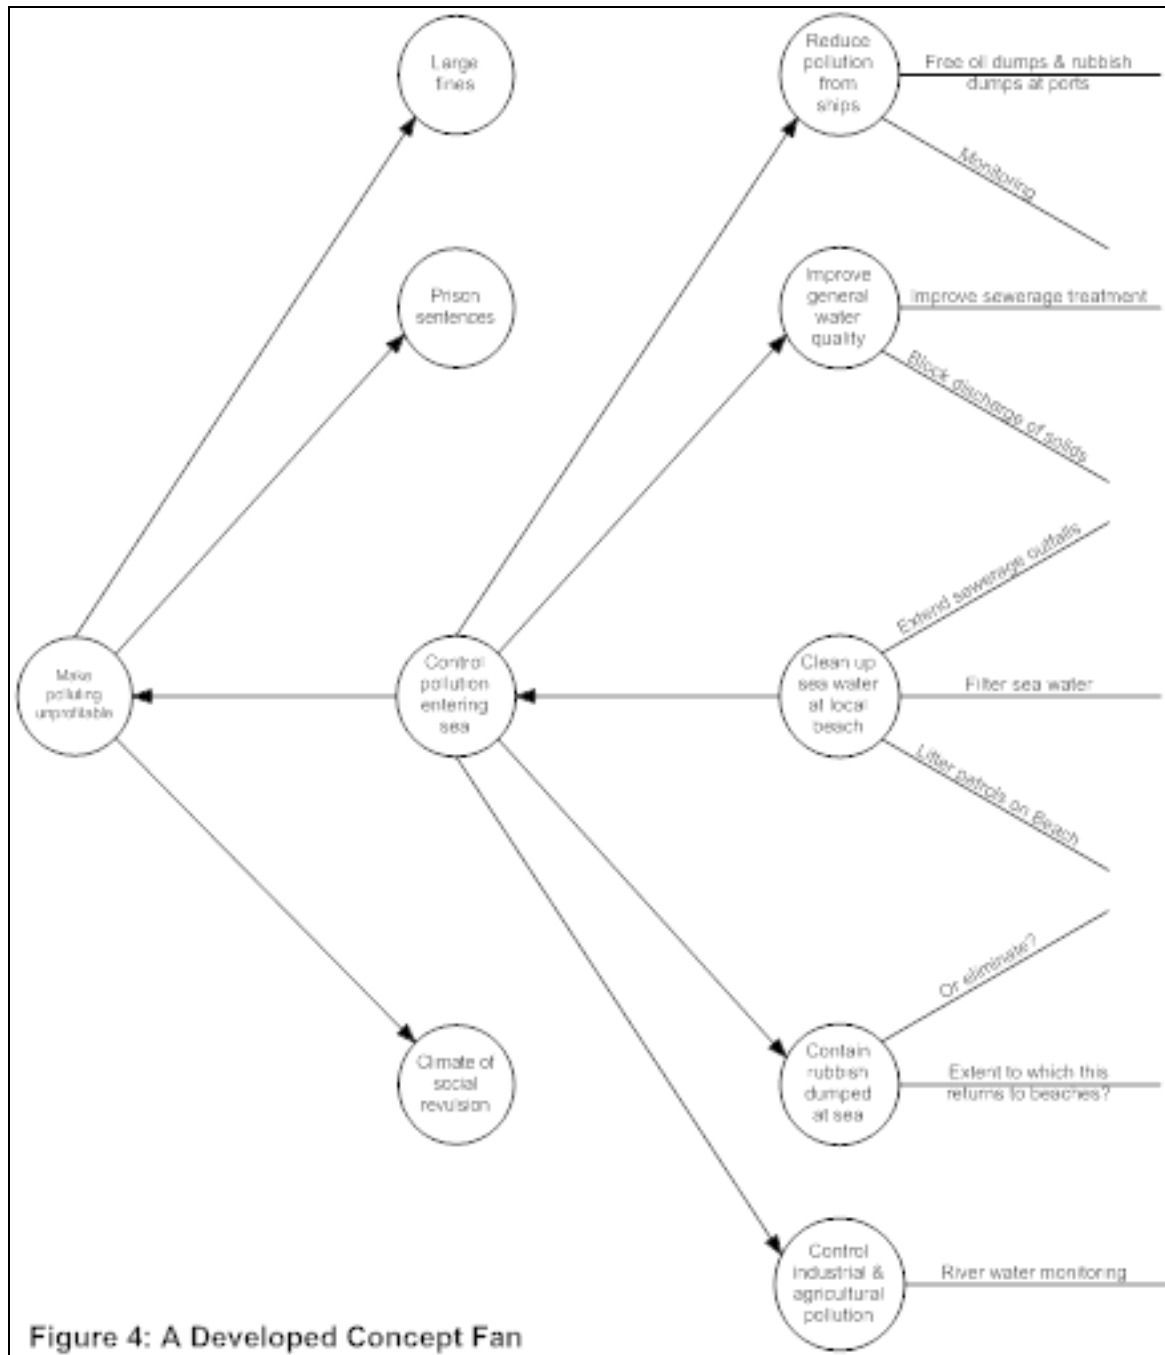 Large
fines
Reduce
pollution
from
ships
Free oil dumps & rubbish
dumps at ports
Monitoring
Prison
sentences
Improve
general
water
quality
Improve sewerage treatment
Block discharge of solids
Extend sewerage outfalls
Make
polluting
unprofitable
Control
pollution
entering
sea
Clean up
sea water
at local
beach
Filter sea water
Litter patrols on Beach
Or eliminate?
Climate of
social
revulsion
Contain
rubbish
dumped
at sea
Extent to which this
returns to beaches?
Control
industrial &
agricultural
pollution
River water monitoring
Figure 4: A Developed Concept Fan